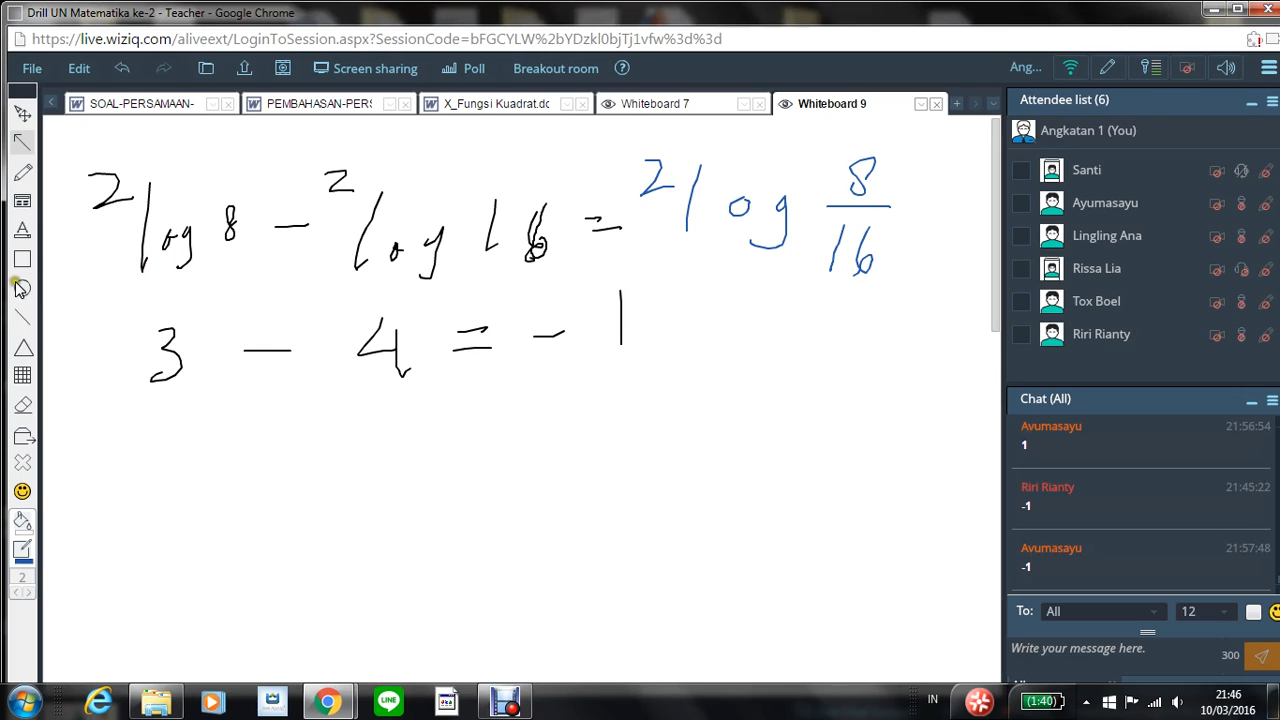 Drill UN Matematika ke-2 - Teacher - Google Chrome
https://live.wiziq.com/aliveext/LoginToSession.aspx?SessionCode=bFGCYLW%2bYDzkl0bjTj1vfw%3d%3d
File Edit Screen sharing Poll Breakout room Ang...
SOAL-PERSAMAAN- PEMBAHASAN-PERS X_Fungsi Kuadrat.dc Whiteboard 7 Whiteboard 9
2log 8 - 2log 16 = 2log 8/16
3 - 4 = - 1
2
Attendee list (6)
Angkatan 1 (You)
Santi
Ayumasayu
Lingling Ana
Rissa Lia
Tox Boel
Riri Rianty
Chat (All)
Ayumasayu 21:56:54
1
Riri Rianty 21:45:22
-1
Ayumasayu 21:57:48
-1
To: All 12
Write your message here. 300
IN (1:40) 21:46
10/03/2016